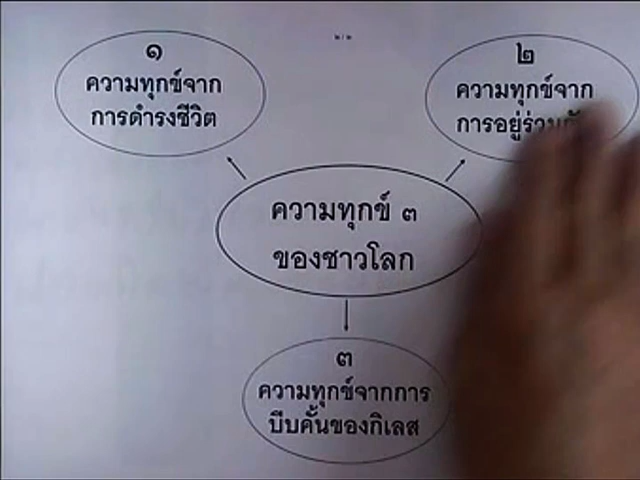 ๑
ความทุกข์จาก
การดำรงชีวิต
๒
ความทุกข์จาก
การอยู่ร่วมกัน
ความทุกข์ ๓
ของชาวโลก
๓
ความทุกข์จากการ
บีบคั้นของกิเลส